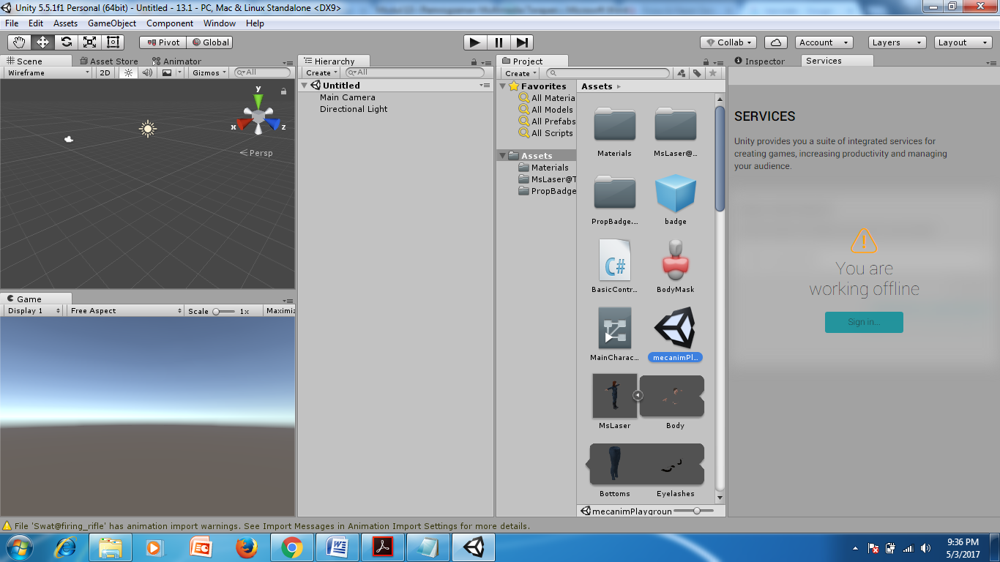 Unity 5.5.1f1 Personal (64bit) - Untitled - 13.1 - PC, Mac & Linux Standalone <DX9>
File Edit Assets GameObject Component Window Help
Pivot Global Collab Account Layers Layout
Scene Asset Store Animator
Wireframe 2D Gizmos All
y
x z
Persp
Game
Display 1 Free Aspect Scale 1x Maximiz
Hierarchy
Create All
Untitled
Main Camera
Directional Light
Project
Create
Favorites
All Materia
All Models
All Prefabs
All Scripts
Assets
Materials
MsLaser@T
PropBadge
Assets
Materials MsLaser@...
PropBadge.... badge
C#
BasicContr... BodyMask
MainCharac... mecanimPl...
MsLaser Body
Bottoms Eyelashes
mecanimPlaygroun
Inspector Services
SERVICES
Unity provides you a suite of integrated services for
creating games, increasing productivity and managing
your audience.
You are
working offline
Sign in...
File 'Swat@firing_rifle' has animation import warnings. See Import Messages in Animation Import Settings for more details.
9:36 PM
5/3/2017